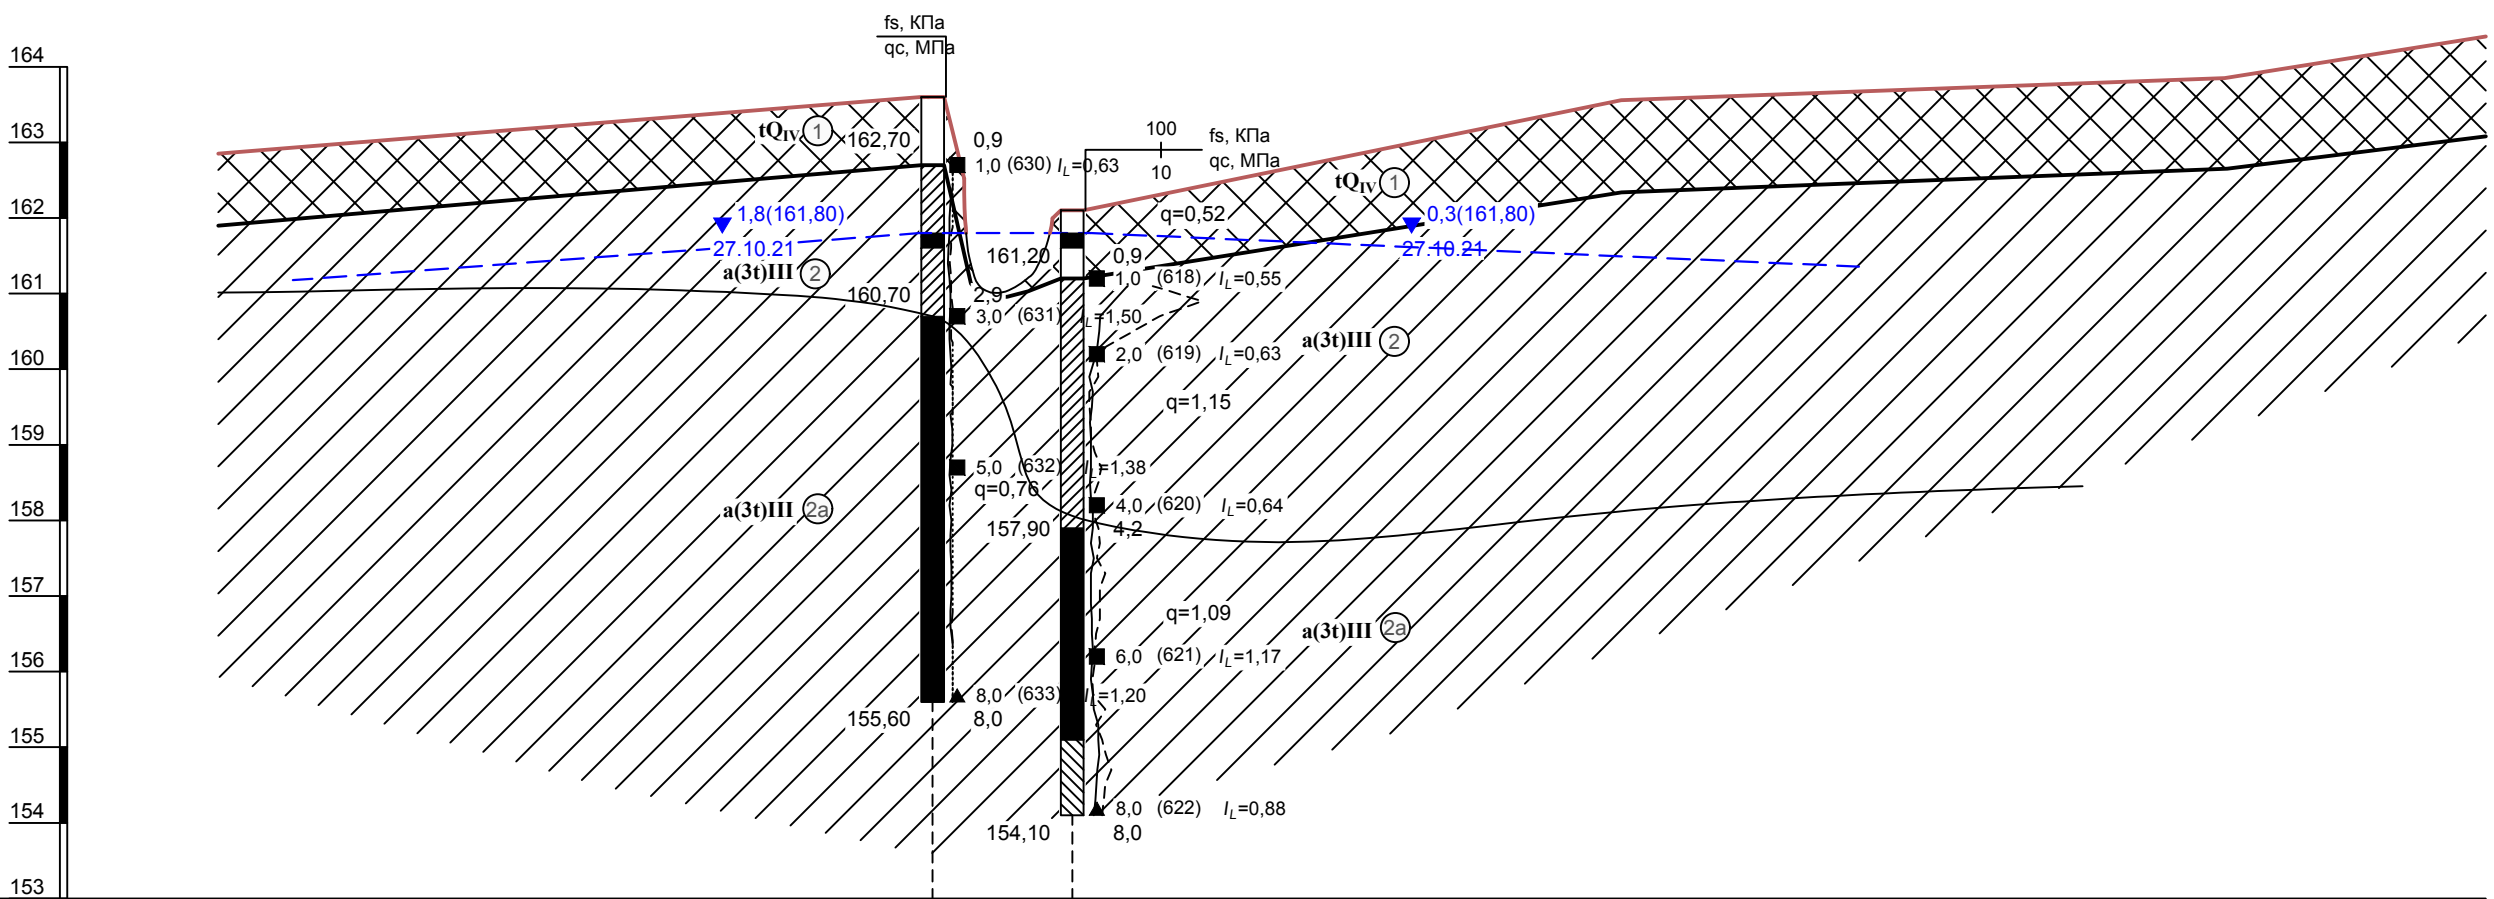 fs, КПа
qc, МПа
164
163
162
161
160
159
158
157
156
155
154
153
tQIV 1
162,70
0,9
1,0 (630) IL=0,63
100
fs, КПа
qc, МПа
10
tQIV 1
1,8(161,80)
27.10.21
q=0,52
0,3(161,80)
27.10.21
a(3t)III 2
161,20
0,9
1,0 (618) IL=0,55
160,70
2,9
3,0 (631) IL=1,50
a(3t)III 2
2,0 (619) IL=0,63
q=1,15
5,0 (632) IL=1,38
q=0,76
a(3t)III 2a
4,0 (620) IL=0,64
157,90
4,2
q=1,09
a(3t)III 2a
6,0 (621) IL=1,17
8,0 (633) IL=1,20
155,60
8,0
8,0 (622) IL=0,88
154,10
8,0